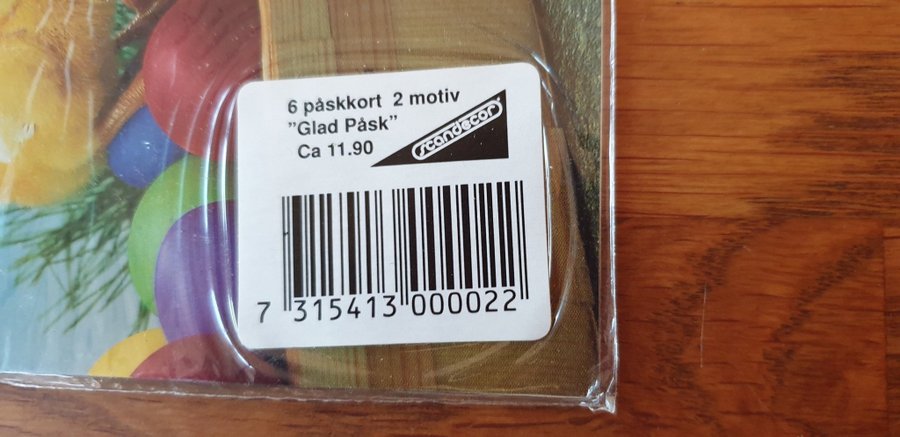 6 påskkort 2 motiv
”Glad Påsk”
Ca 11.90
scandecor
7 315413 000022